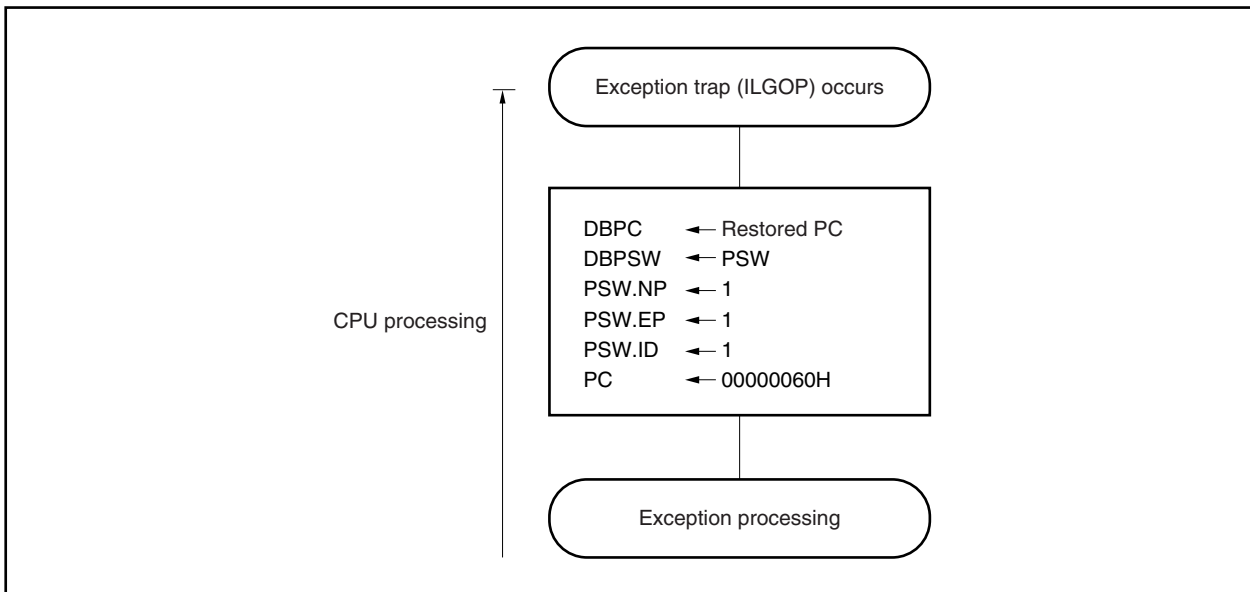 Exception trap (ILGOP) occurs
DBPC ← Restored PC
DBPSW ← PSW
PSW.NP ← 1
PSW.EP ← 1
PSW.ID ← 1
PC ← 00000060H
CPU processing
Exception processing